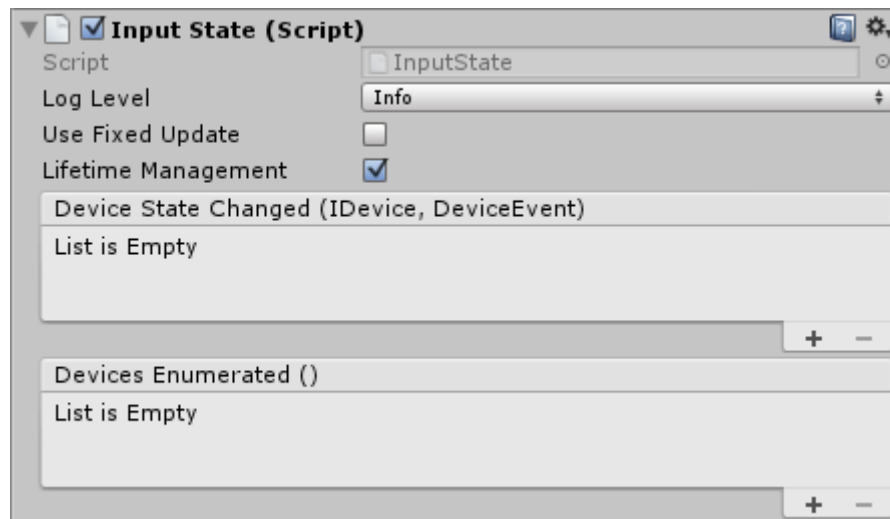 Input State (Script)
Script InputState
Log Level Info
Use Fixed Update
Lifetime Management
Device State Changed (IDevice, DeviceEvent)
List is Empty
+ −
Devices Enumerated ()
List is Empty
+ −